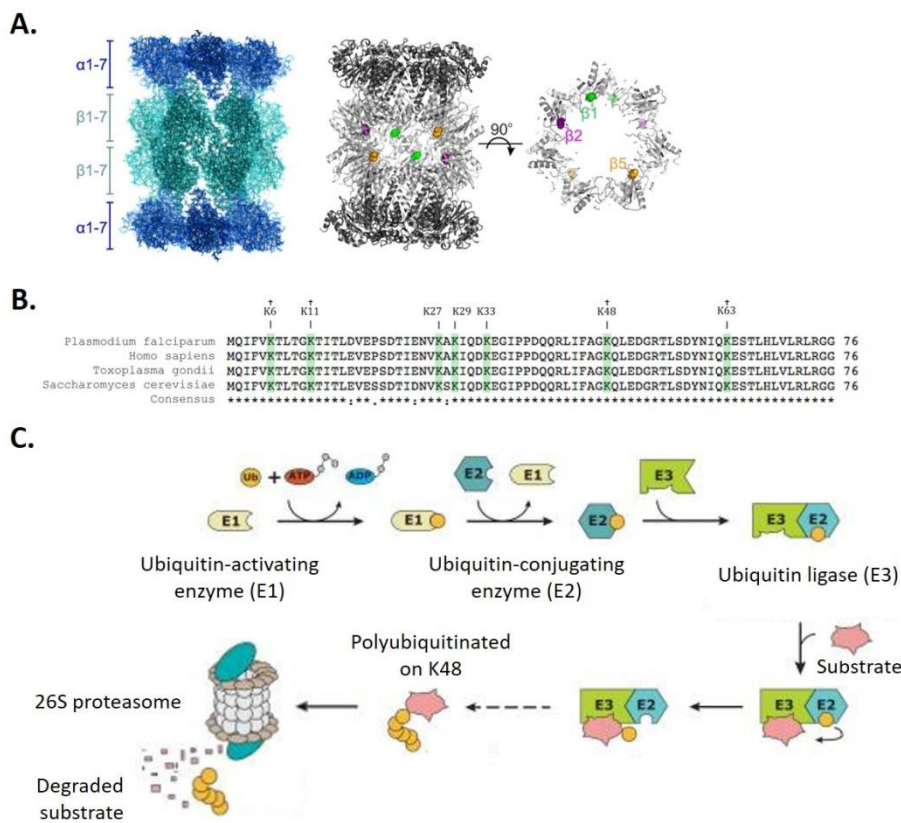 A.
α1-7
β1-7
β1-7
α1-7
90°
β1
β2
β5
B.
† † † †
K6 K11 K27 K29 K33 K48 K63
Plasmodium falciparum MQIFVKTLTGKTITLDVEPSDTIENVKAKIQDKEGIPPDQQRLIFAGKQLEDGRTLSDYNIQKESTLHLVLRLRGG 76
Homo sapiens MQIFVKTLTGKTITLEVEPSDTIENVKAKIQDKEGIPPDQQRLIFAGKQLEDGRTLSDYNIQKESTLHLVLRLRGG 76
Toxoplasma gondii MQIFVKTLTGKTITLDVEPSDTIENVKAKIQDKEGIPPDQQRLIFAGKQLEDGRTLSDYNIQKESTLHLVLRLRGG 76
Saccharomyces cerevisiae MQIFVKTLTGKTITLEVESSDTIDNVKSKIQDKEGIPPDQQRLIFAGKQLEDGRTLSDYNIQKESTLHLVLRLRGG 76
Consensus ***************:**.****:***:************************************************
C.
Ub + ATP ADP
E2 E1
E3
E1 E1 E2 E3 E2
Ubiquitin-activating
enzyme (E1)
Ubiquitin-conjugating
enzyme (E2)
Ubiquitin ligase (E3)
Substrate
E3 E2
E3 E2
Polyubiquitinated
on K48
26S proteasome
Degraded
substrate